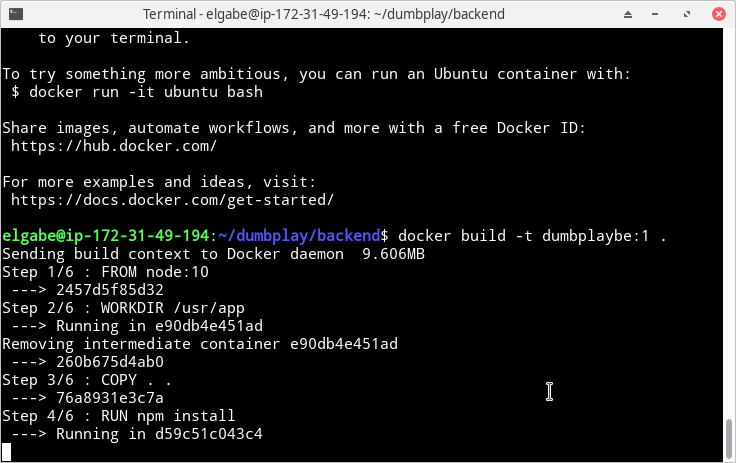 Terminal - elgabe@ip-172-31-49-194: ~/dumbplay/backend
to your terminal.
To try something more ambitious, you can run an Ubuntu container with:
$ docker run -it ubuntu bash
Share images, automate workflows, and more with a free Docker ID:
https://hub.docker.com/
For more examples and ideas, visit:
https://docs.docker.com/get-started/
elgabe@ip-172-31-49-194:~/dumbplay/backend$ docker build -t dumbplaybe:1 .
Sending build context to Docker daemon  9.606MB
Step 1/6 : FROM node:10
---> 2457d5f85d32
Step 2/6 : WORKDIR /usr/app
---> Running in e90db4e451ad
Removing intermediate container e90db4e451ad
---> 260b675d4ab0
Step 3/6 : COPY . .
---> 76a8931e3c7a
Step 4/6 : RUN npm install
---> Running in d59c51c043c4